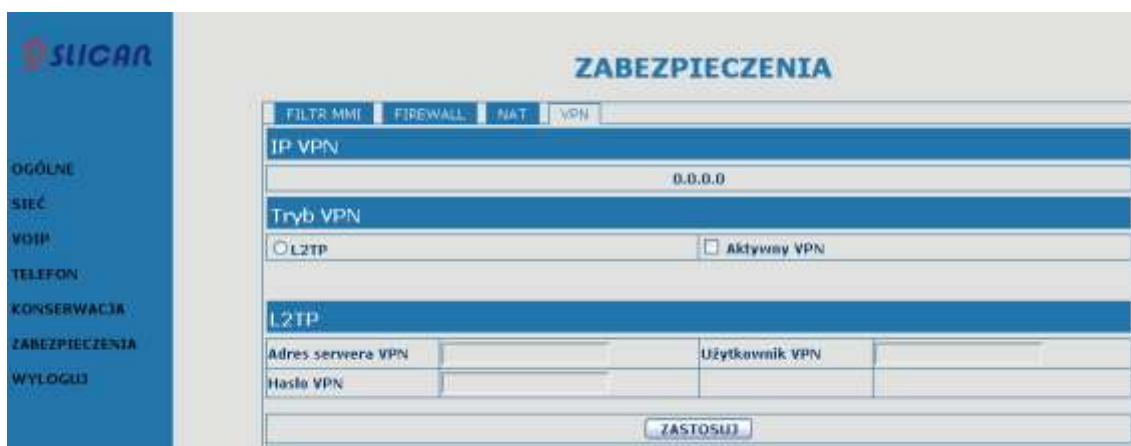 SLICAN
ZABEZPIECZENIA
FILTR MMI FIREWALL NAT VPN
IP VPN
0.0.0.0
Tryb VPN
L2TP Aktywny VPN
L2TP
Adres serwera VPN Użytkownik VPN
Hasło VPN
ZASTOSUJ
OGÓLNE
SIEĆ
VOIP
TELEFON
KONSERWACJA
ZABEZPIECZENIA
WYLOGUJ